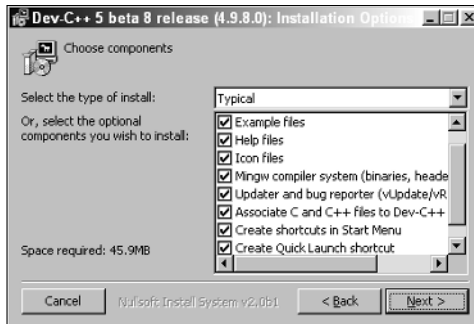 Dev-C++ 5 beta 8 release (4.9.8.0): Installation Options
Choose components
Select the type of install:
Typical
Or, select the optional
components you wish to install:
Example files
Help files
Icon files
Mingw compiler system (binaries, heade
Updater and bug reporter (vUpdate/vR
Associate C and C++ files to Dev-C++
Create shortcuts in Start Menu
Create Quick Launch shortcut
Space required: 45.9MB
Cancel
Nullsoft Install System v2.0b1
< Back
Next >